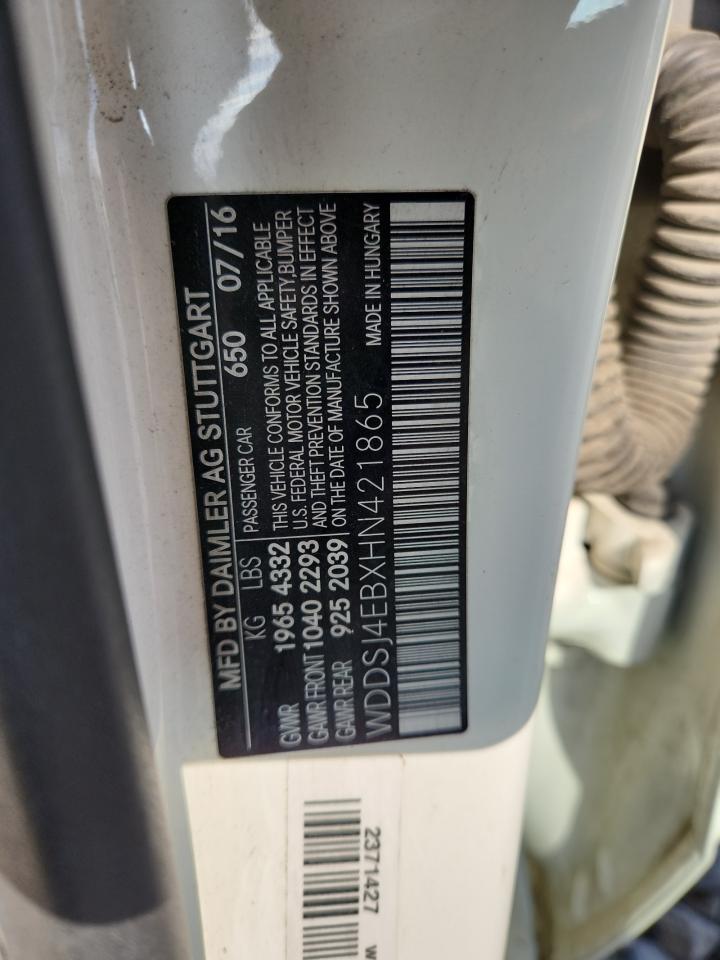 MFD BY DAIMLER AG STUTTGART
650 07/16
KG LBS PASSENGER CAR
GVWR 1965 4332
GAWR FRONT 1040 2293
GAWR REAR 925 2039
THIS VEHICLE CONFORMS TO ALL APPLICABLE
U.S. FEDERAL MOTOR VEHICLE SAFETY, BUMPER
AND THEFT PREVENTION STANDARDS IN EFFECT
ON THE DATE OF MANUFACTURE SHOWN ABOVE
WDDSJ4EBXHN421865 MADE IN HUNGARY
2371427